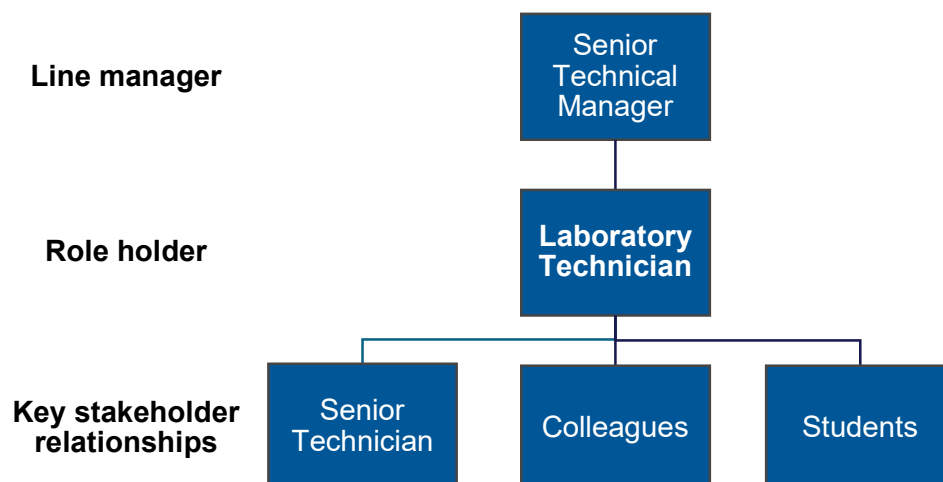 Line manager
Senior
Technical
Manager
Role holder
Laboratory
Technician
Key stakeholder
relationships
Senior
Technician
Colleagues
Students